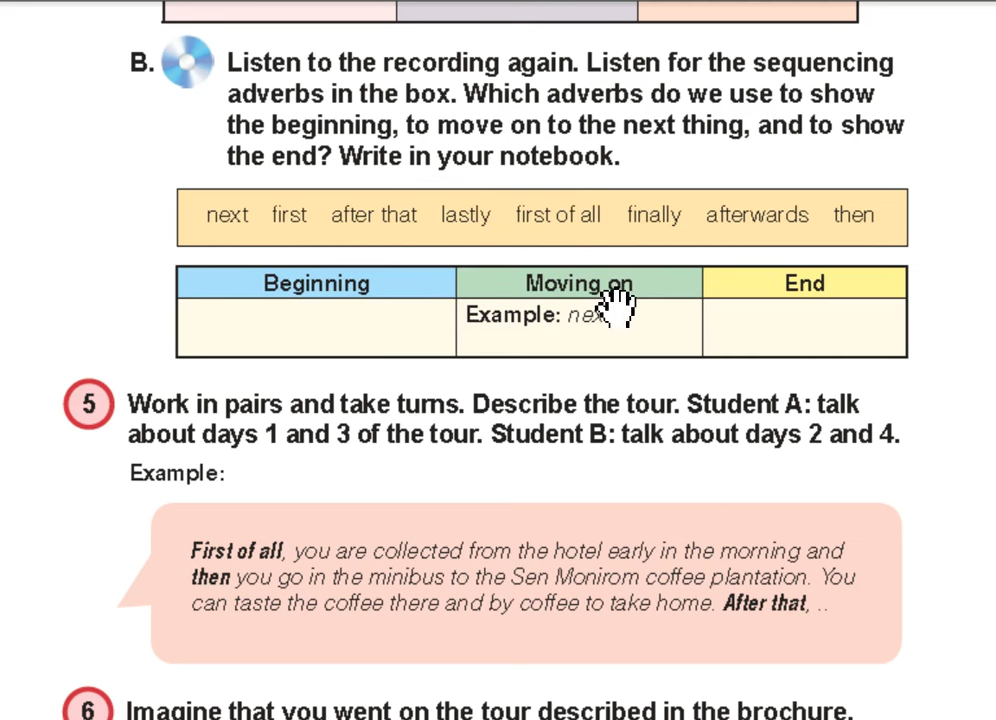 B. Listen to the recording again. Listen for the sequencing
adverbs in the box. Which adverbs do we use to show
the beginning, to move on to the next thing, and to show
the end? Write in your notebook.
next first after that lastly first of all finally afterwards then
Beginning Moving on End
Example:
5 Work in pairs and take turns. Describe the tour. Student A: talk
about days 1 and 3 of the tour. Student B: talk about days 2 and 4.
Example:
First of all, you are collected from the hotel early in the morning and
then you go in the minibus to the Sen Monirom coffee plantation. You
can taste the coffee there and by coffee to take home. After that, ..
6 Imagine that you went on the tour described in the brochure.